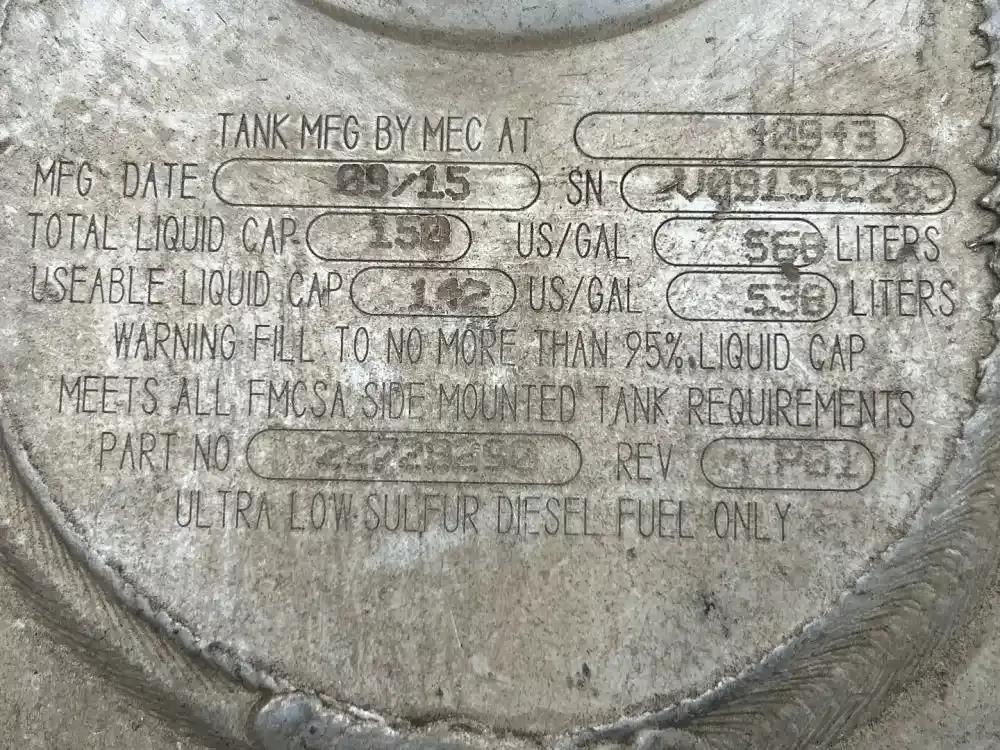 TANK MFG BY MEC AT 10943
MFG DATE 09/15 SN
TOTAL LIQUID CAP 150 US/GAL 568 LITERS
USEABLE LIQUID CAP 142 US/GAL 538 LITERS
WARNING FILL TO NO MORE THAN 95% LIQUID CAP
MEETS ALL FMCSA SIDE MOUNTED TANK REQUIREMENTS
PART NO 22728290 REV P01
ULTRA LOW SULFUR DIESEL FUEL ONLY